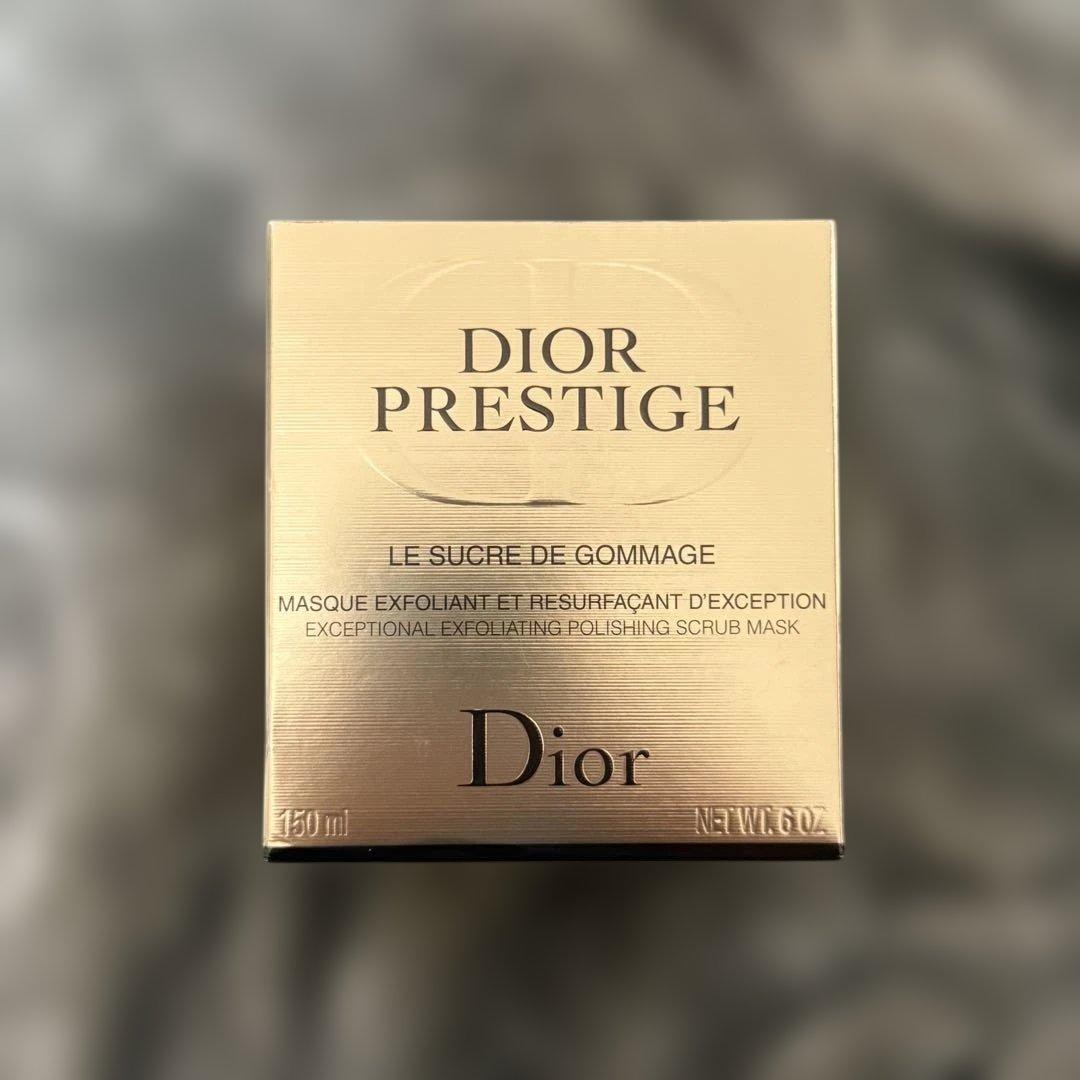 DIOR
PRESTIGE
LE SUCRE DE GOMMAGE
MASQUE EXFOLIANT ET RESURFAÇANT D'EXCEPTION
EXCEPTIONAL EXFOLIATING POLISHING SCRUB MASK
Dior
150 ml NET WT. 6 OZ.